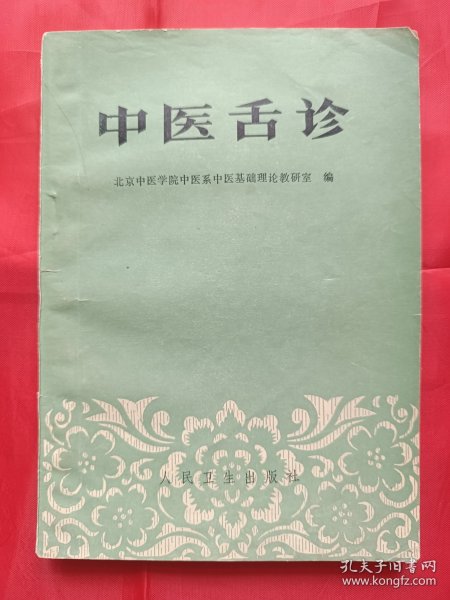 中医舌诊
北京中医学院中医系中医基础理论教研室 编
人民卫生出版社
孔夫子旧书网
www.kongfz.com